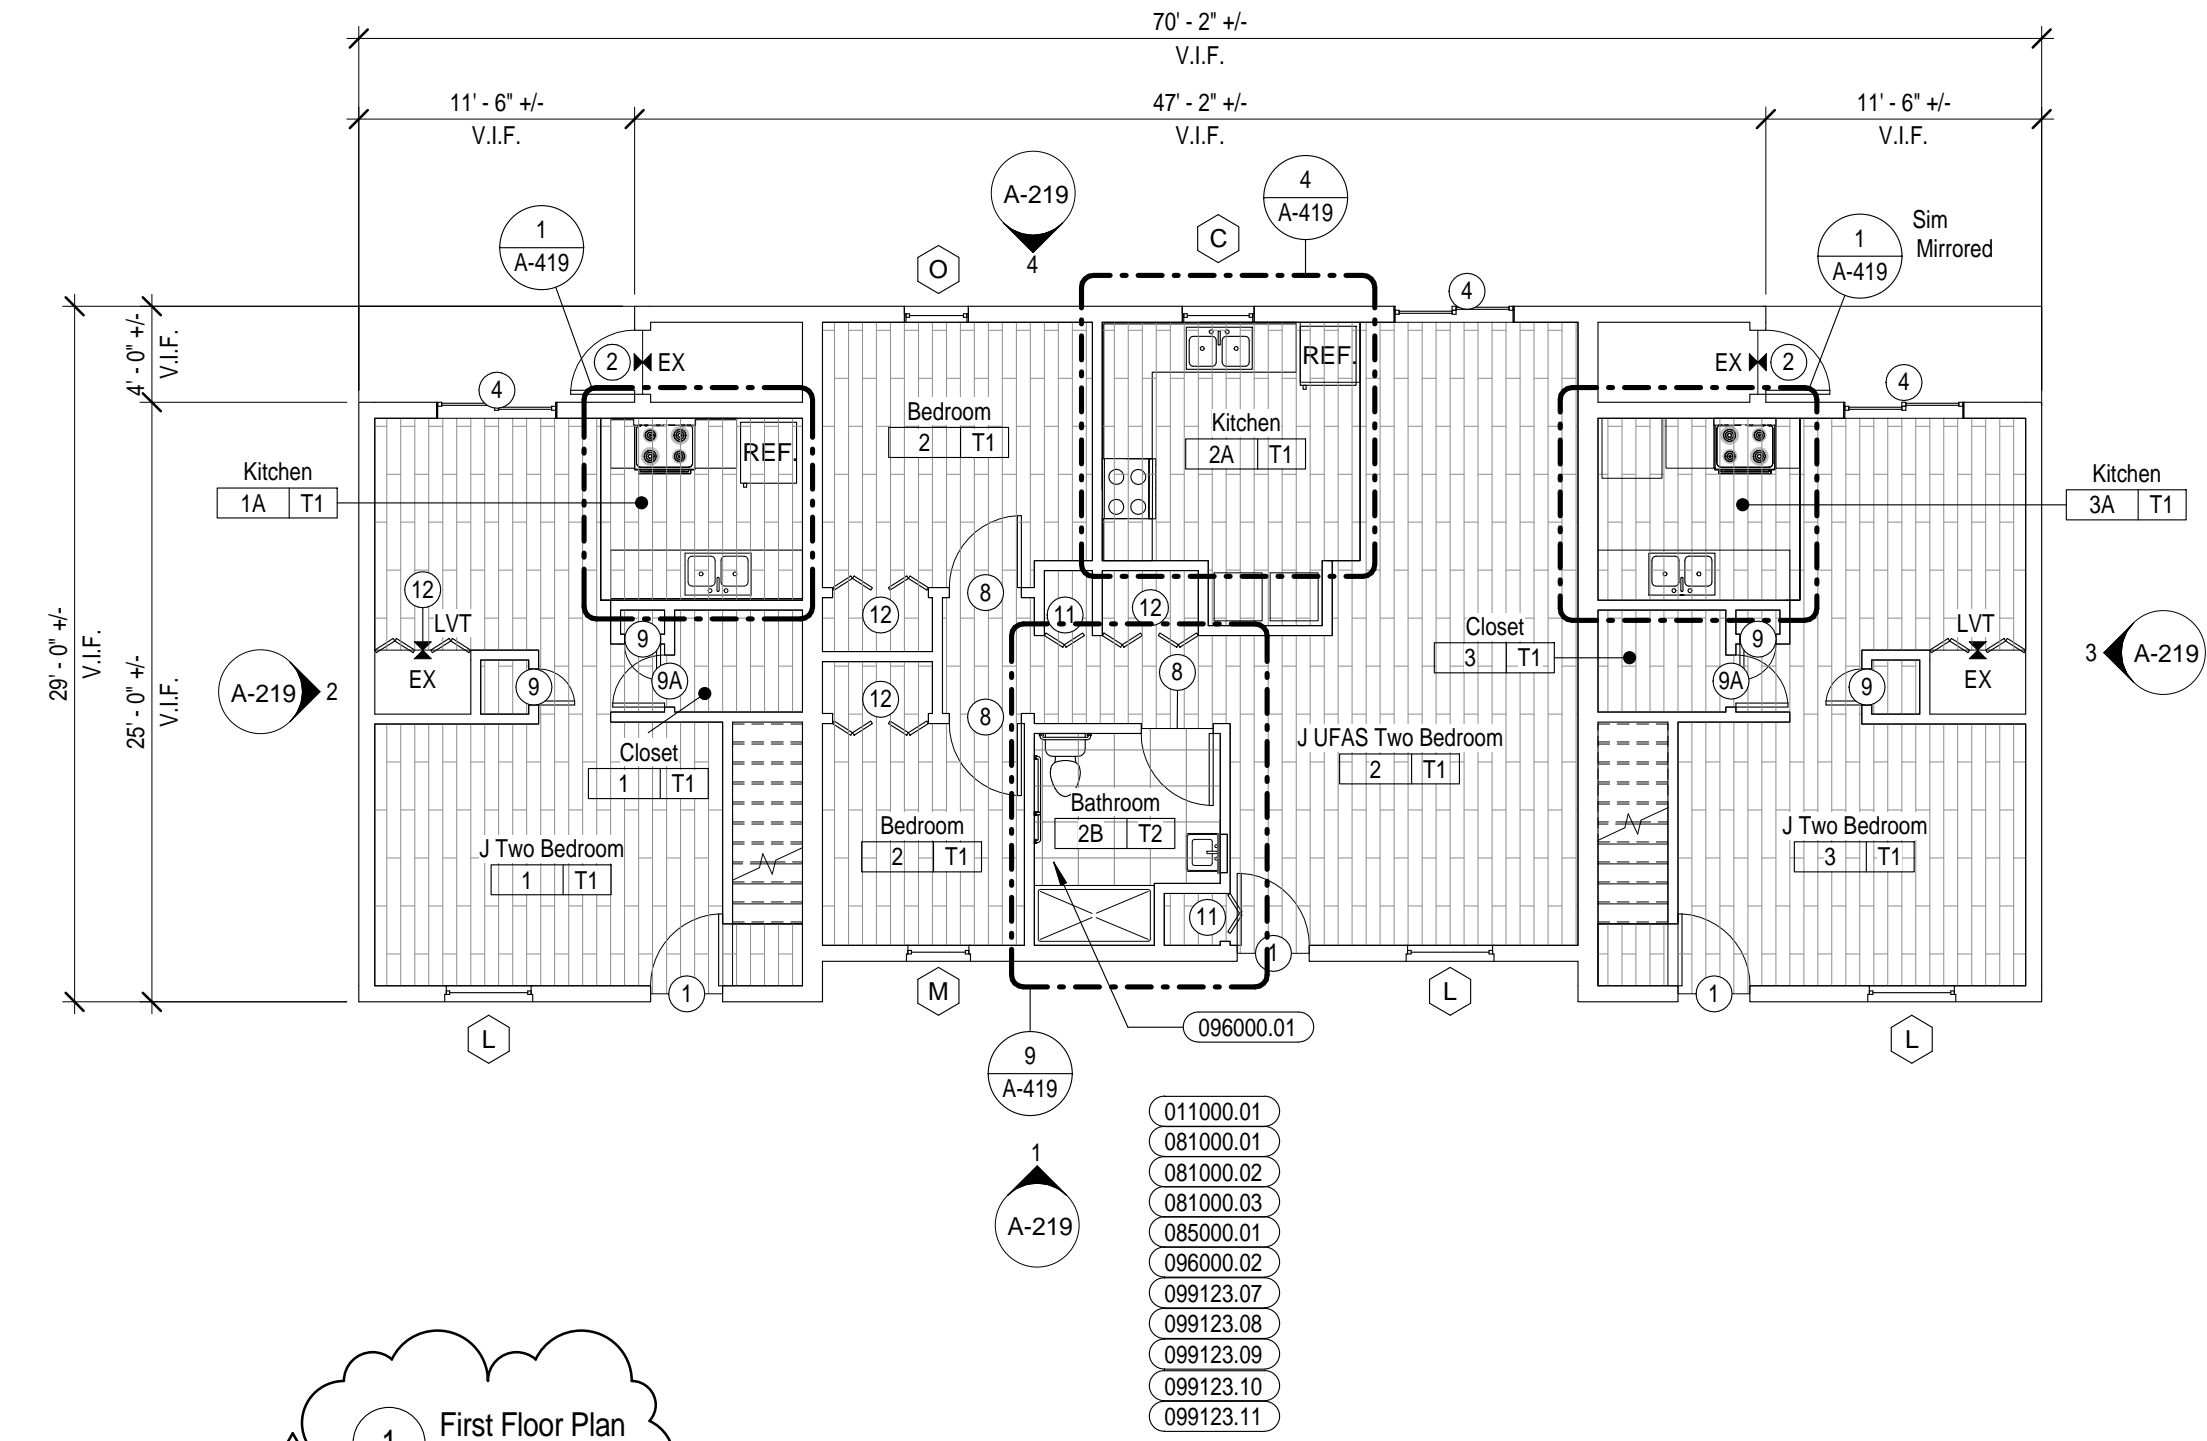 70' - 2" +/-
V.I.F.
11' - 6" +/-
V.I.F.
47' - 2" +/-
V.I.F.
11' - 6" +/-
V.I.F.
A-219
4
4
A-419
1
A-419
C
O
1
A-419
Sim
Mirrored
4
4' - 0" +/-
V.I.F.
2
EX
EX
2
4
4
REF.
Bedroom
2
T1
Kitchen
2A
T1
REF.
Kitchen
1A
T1
Kitchen
3A
T1
12
LVT
EX
8
12
11
12
9
9A
9
Closet
3
T1
9
9A
9
LVT
EX
3
A-219
A-219
2
29' - 0" +/-
V.I.F.
25' - 0" +/-
V.I.F.
12
8
8
Closet
1
T1
J UFAS Two Bedroom
2
T1
Bathroom
2B
T2
Bedroom
2
T1
J Two Bedroom
1
T1
J Two Bedroom
3
T1
11
1
1
1
L
M
L
L
096000.01
9
A-419
1
A-219
011000.01
081000.01
081000.02
081000.03
085000.01
096000.02
099123.07
099123.08
099123.09
099123.10
099123.11
1
First Floor Plan